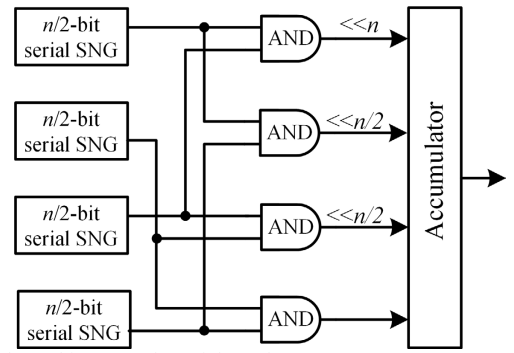 n/2-bit
serial SNG
AND
<<n
n/2-bit
serial SNG
AND
<<n/2
n/2-bit
serial SNG
AND
<<n/2
n/2-bit
serial SNG
AND
Accumulator